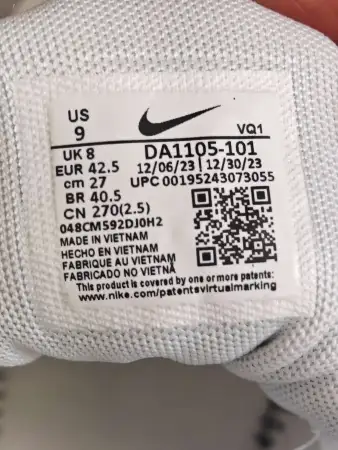 US
9
VQ1
UK 8 DA1105-101
EUR 42.5 12/06/23 | 12/30/23
cm 27 UPC 00195243073055
BR 40.5
CN 270(2.5)
048CM592DJ0H2
MADE IN VIETNAM
HECHO EN VIETNAM
FABRIQUE AU VIETNAM
FABRICADO NO VIETNÃ
This product is covered by one or more patents:
www.nike.com/patentsvirtualmarking